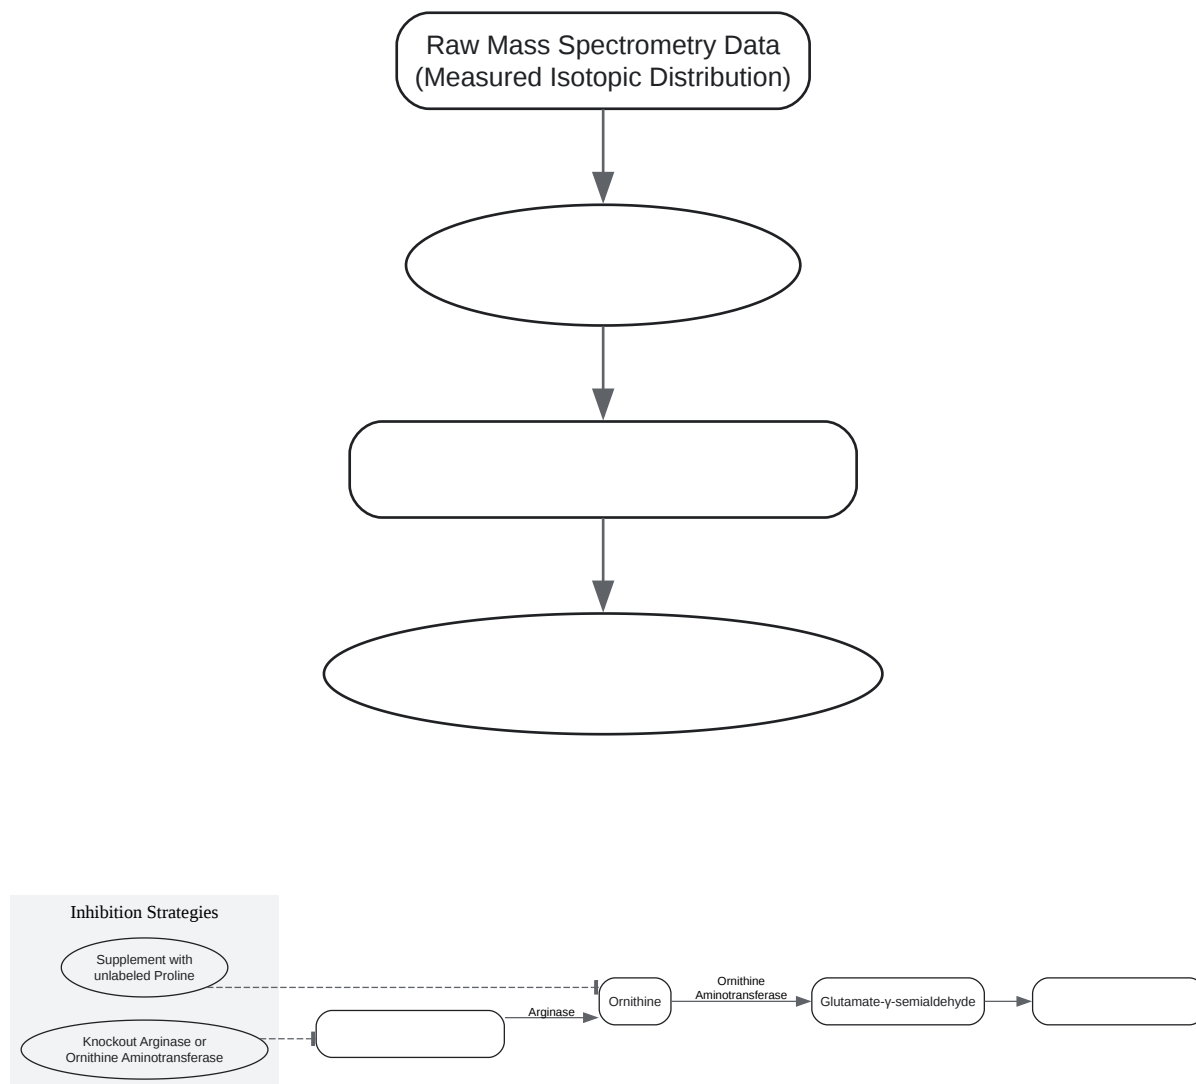 Raw Mass Spectrometry Data
(Measured Isotopic Distribution)
Inhibition Strategies
Supplement with
unlabeled Proline
Knockout Arginase or
Ornithine Aminotransferase
Arginase
Ornithine
Ornithine
Aminotransferase
Glutamate-γ-semialdehyde